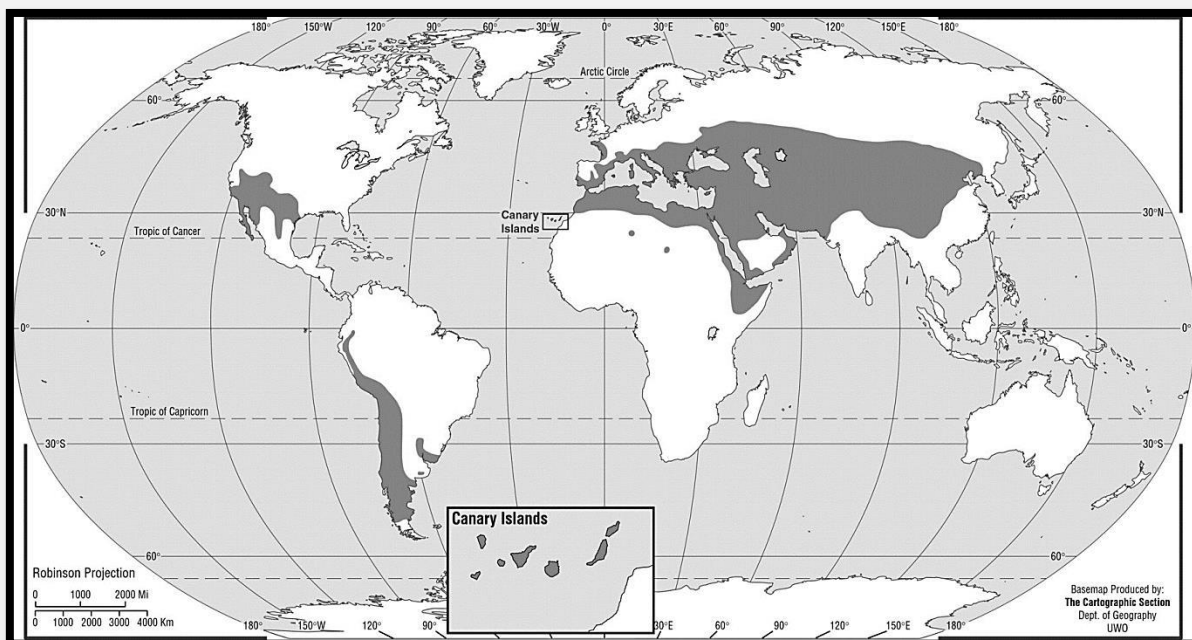 180° 150°W 120° 90° 60° 30°W 0° 30°E 60° 90° 120° 150°E 180°
Arctic Circle
60° 60°
30°N 30°N
Canary
Islands
Tropic of Cancer
0° 0°
Tropic of Capricorn
30°S 30°S
Canary Islands
60° 60°
Robinson Projection
0 1000 2000 Mi
0 1000 2000 3000 4000 Km
Basemap Produced by:
The Cartographic Section
Dept. of Geography
UWO
180° 150°W 120° 90° 0° 30°E 60° 90° 120° 150°E 180°